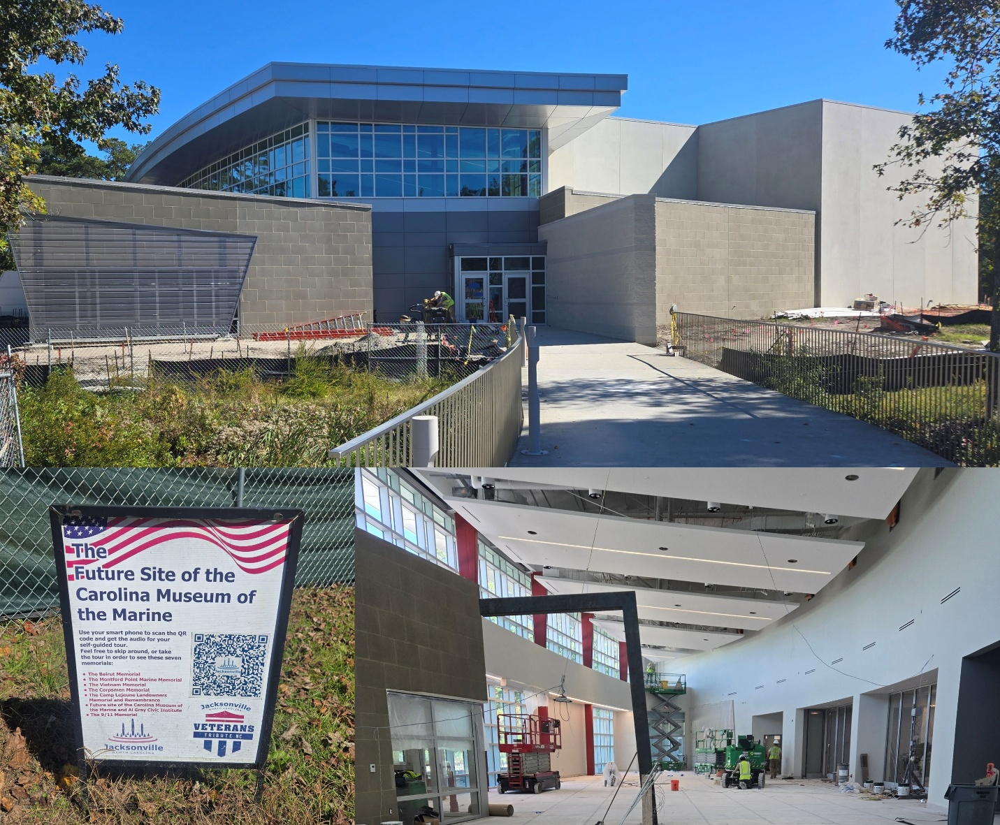 The
Future Site of the
Carolina Museum of
the Marine
Use your smart phone to scan the QR
code and get the audio for your
self-guided tour.
Feel free to skip around, or take
the tour in order to see these seven
memorials:
• The Beirut Memorial
• The Montford Point Marine Memorial
• The Vietnam Memorial
• The Corpsmen Memorial
• The Camp Lejeune Landowners
Memorial and Remembrance
• Future site of the Carolina Museum of
the Marine and Al Gray Civic Institute
• The 9/11 Memorial
Jacksonville
Jacksonville
NORTH CAROLINA
VETERANS
TRIBUTE NC
Jacksonville
NORTH CAROLINA